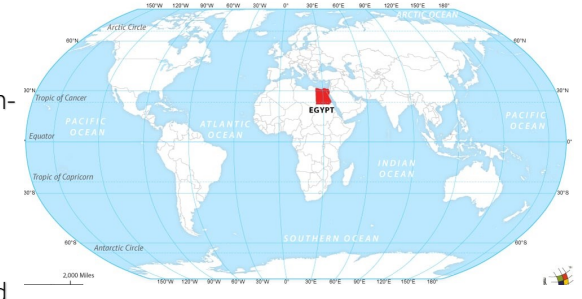 150°W 120°W 90°W 60°W 30°W 0° 30°E 60°E 90°E 120°E 150°E 180°
ARCTIC OCEAN
Arctic Circle
60°N 60°N
30°N 30°N
n-
Tropic of Cancer
EGYPT
PACIFIC
OCEAN
ATLANTIC
OCEAN
PACIFIC
OCEAN
Equator
0°
INDIAN
OCEAN
Tropic of Capricorn
30°S 30°S
SOUTHERN OCEAN
60°S 60°S
Antarctic Circle
2,000 Miles
150°W 120°W 90°W 60°W 30°W 0° 30°E 60°E 90°E 120°E 150°E 180°
d